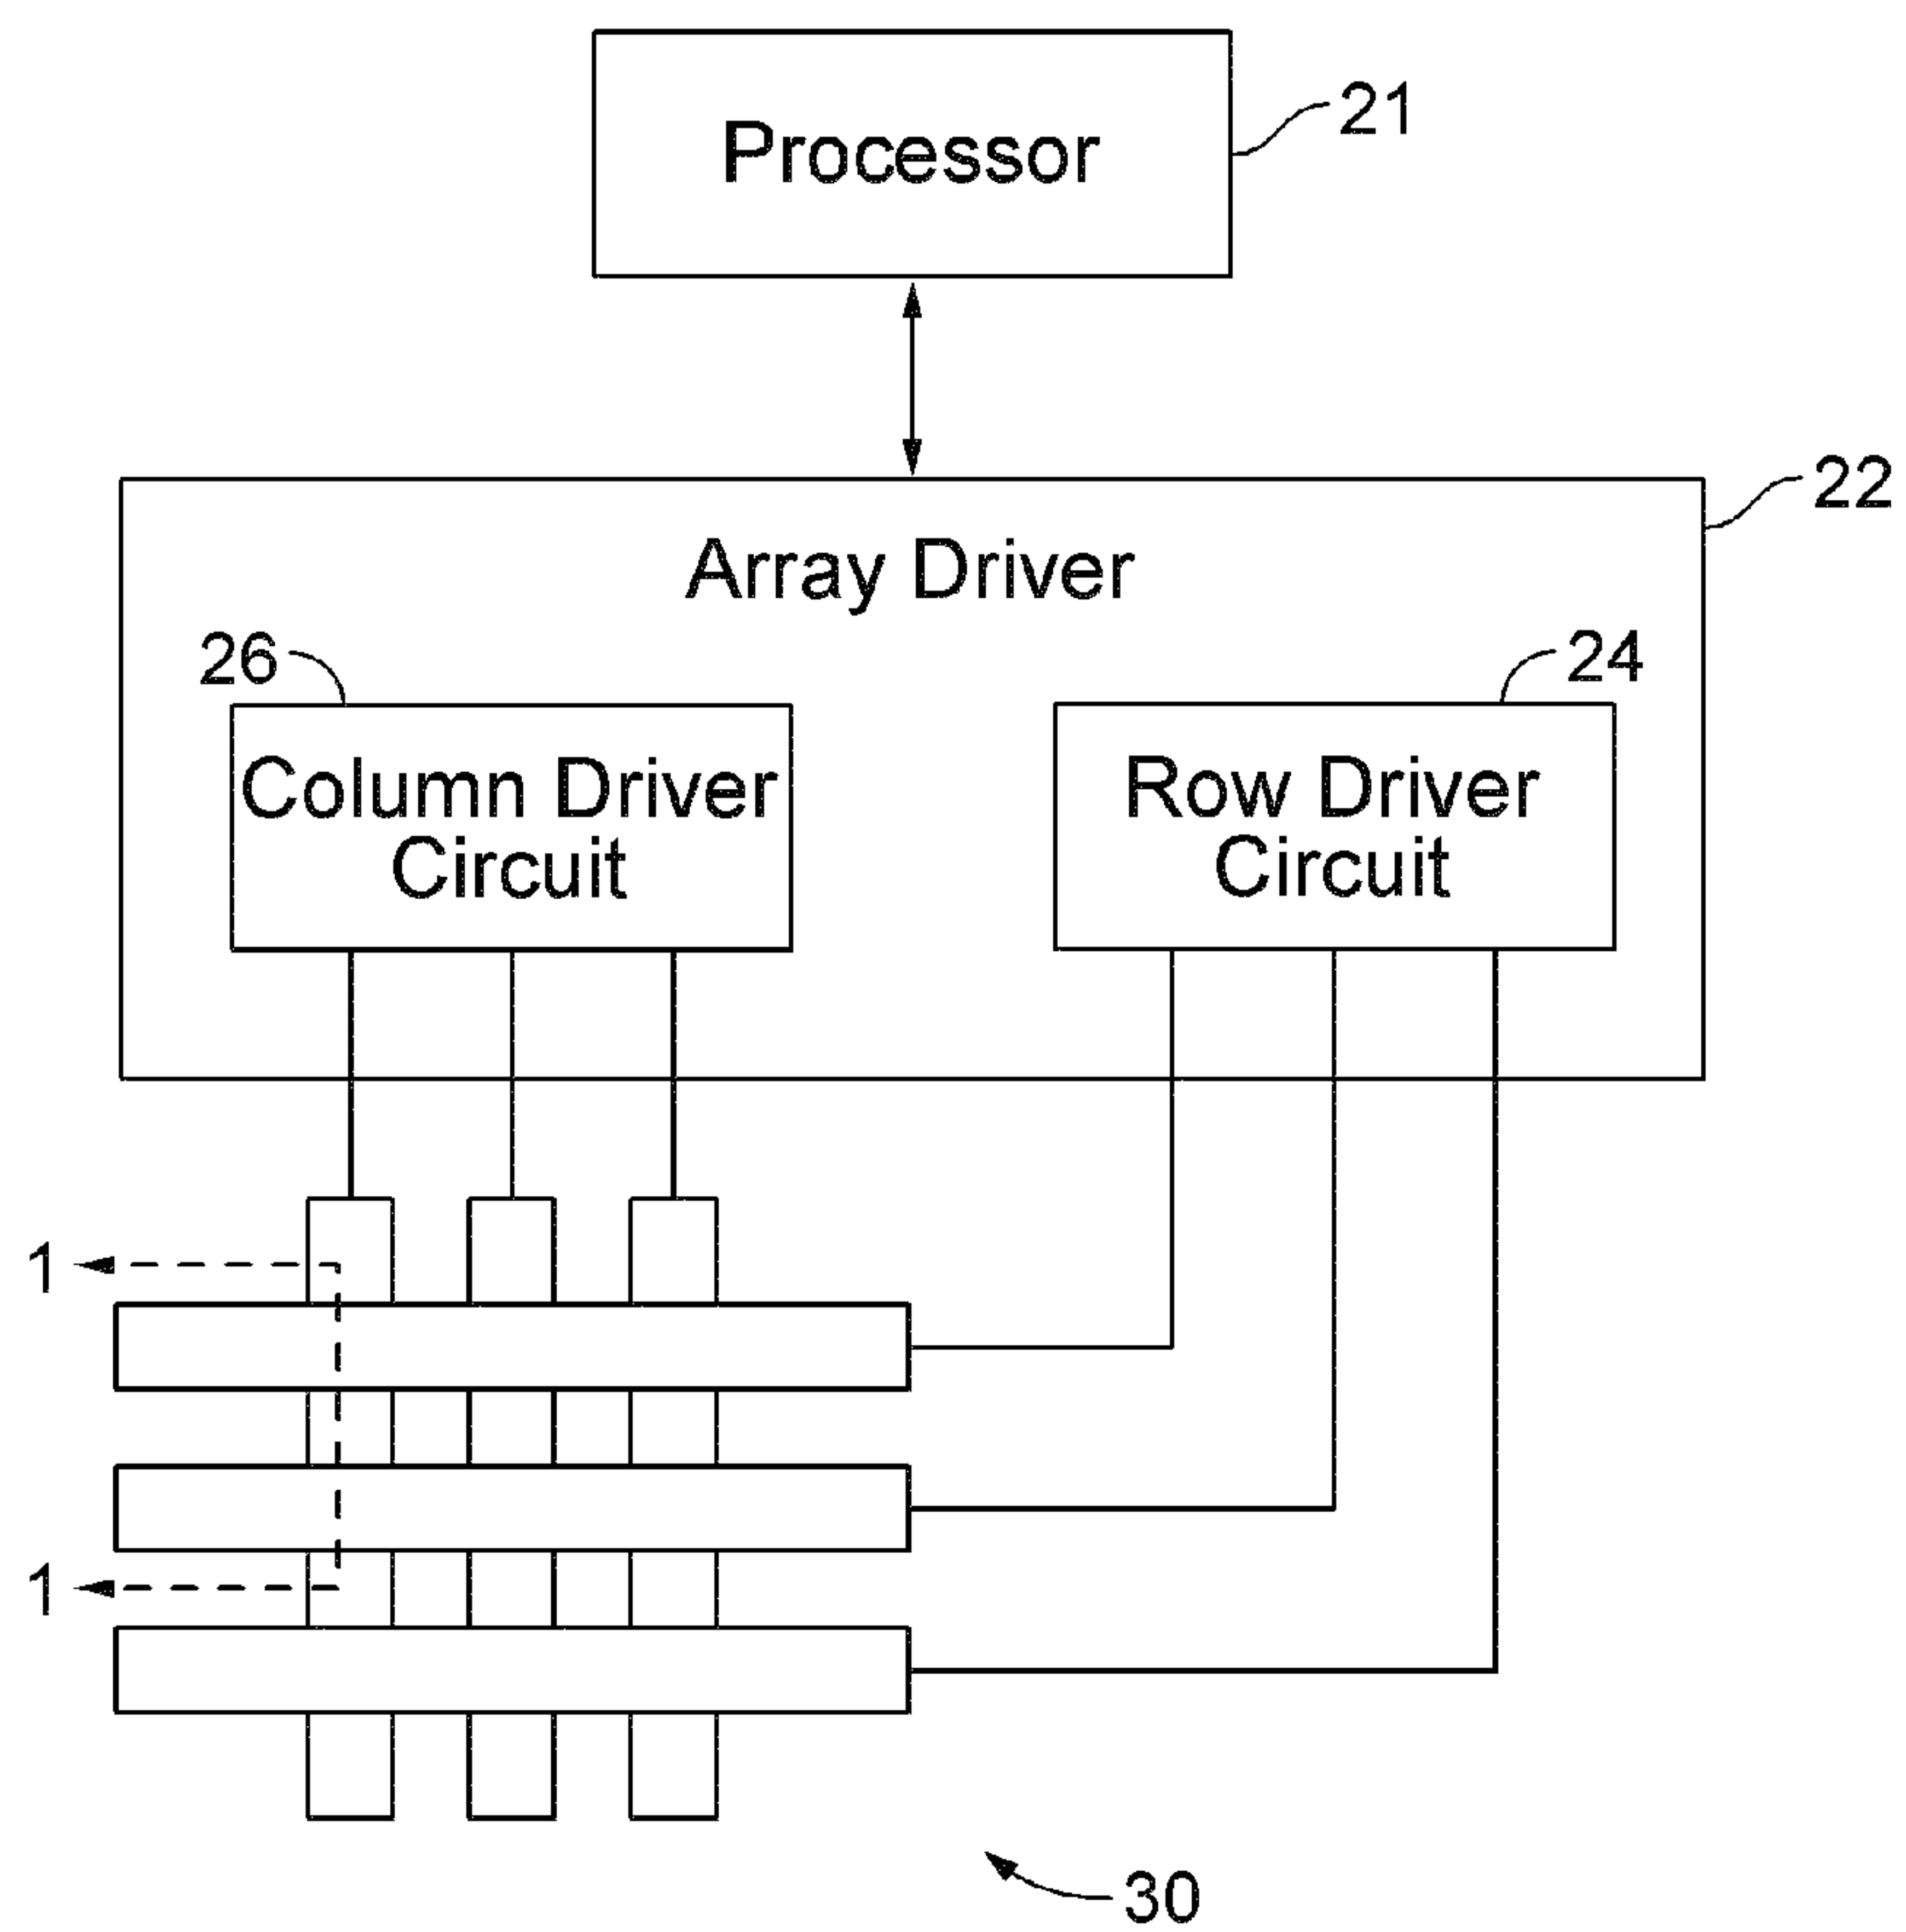 Processor
21
22
Array Driver
26
24
Column Driver
Circuit
Row Driver
Circuit
1
1
30